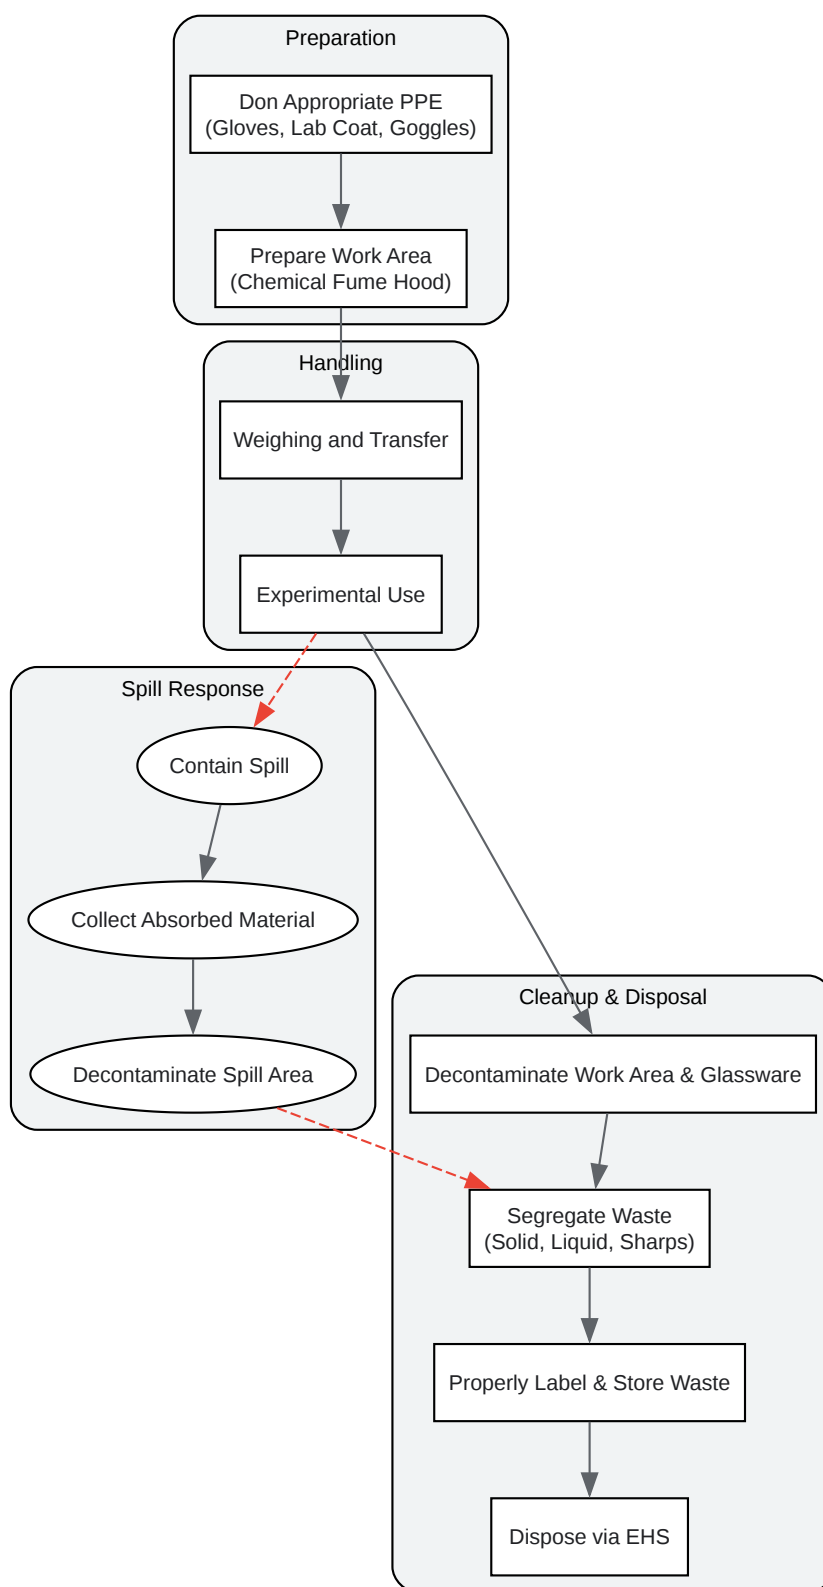 Preparation
Don Appropriate PPE
(Gloves, Lab Coat, Goggles)
Prepare Work Area
(Chemical Fume Hood)
Handling
Weighing and Transfer
Experimental Use
Spill Response
Contain Spill
Collect Absorbed Material
Decontaminate Spill Area
Cleanup & Disposal
Decontaminate Work Area & Glassware
Segregate Waste
(Solid, Liquid, Sharps)
Properly Label & Store Waste
Dispose via EHS